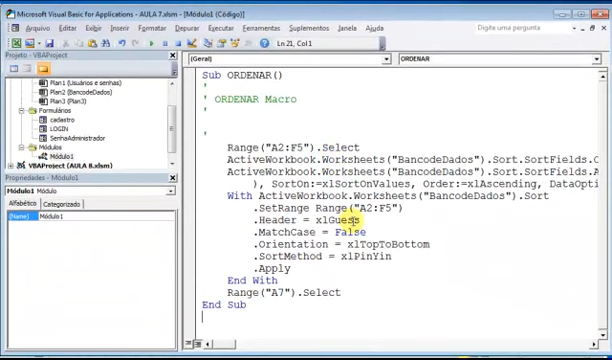 Microsoft Visual Basic for Applications - AULA 7.xlsm - [Módulo1 (Código)]
Arquivo Editar Exibir Inserir Formatar Depurar Executar Ferramentas Suplementos Janela Ajuda
Digite uma pergunta
Ln 21, Col 1
Projeto - VBAProject
Plan1 (Usuários e senhas)
Plan2 (BancodeDados)
Plan3 (Plan3)
Formulários
cadastro
LOGIN
SenhaAdministrador
Módulos
Módulo1
VBAProject (AULA 8.xlsm)
Propriedades - Módulo1
Módulo1 Módulo
Alfabético Categorizado
(Name) Módulo1
(Geral) ORDENAR
Sub ORDENAR()
'
' ORDENAR Macro
'
'
Range("A2:F5").Select
ActiveWorkbook.Worksheets("BancodeDados").Sort.SortFields.C
ActiveWorkbook.Worksheets("BancodeDados").Sort.SortFields.A
), SortOn:=xlSortOnValues, Order:=xlAscending, DataOpti
With ActiveWorkbook.Worksheets("BancodeDados").Sort
.SetRange Range("A2:F5")
.Header = xlGuess
.MatchCase = False
.Orientation = xlTopToBottom
.SortMethod = xlPinYin
.Apply
End With
Range("A7").Select
End Sub